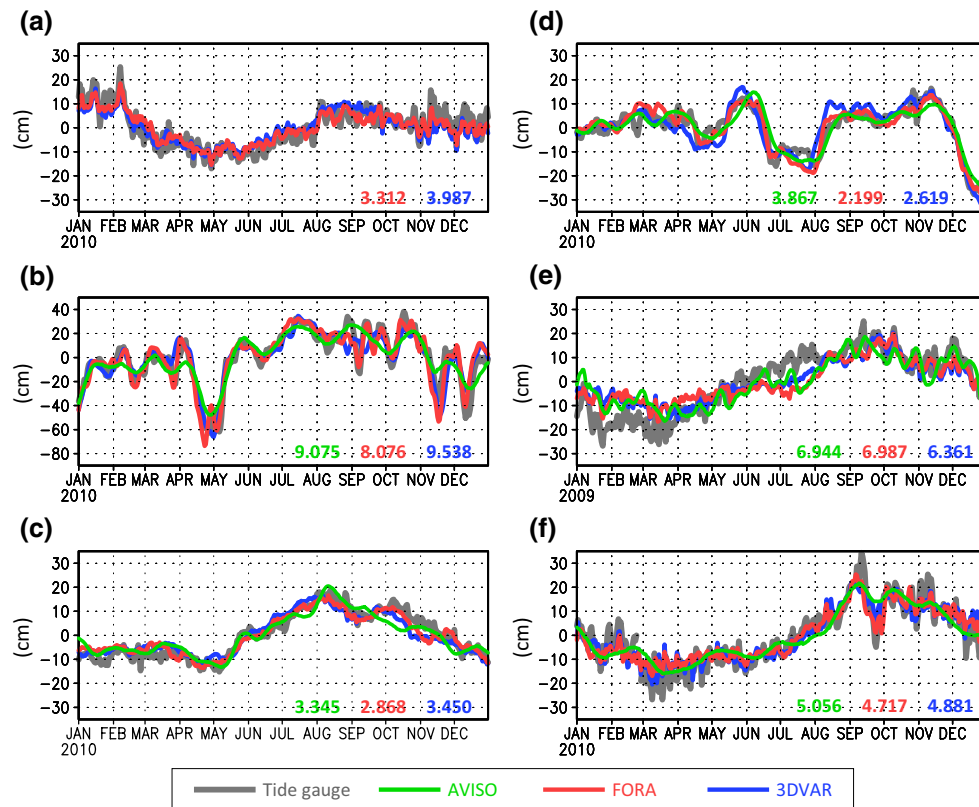 (a)
30
20
10
0
−10
−20
−30
(cm)
3.312 3.987
JAN FEB MAR APR MAY JUN JUL AUG SEP OCT NOV DEC
2010
(d)
30
20
10
0
−10
−20
−30
(cm)
3.867 2.199 2.619
JAN FEB MAR APR MAY JUN JUL AUG SEP OCT NOV DEC
2010
(b)
40
20
0
−20
−40
−60
−80
(cm)
9.075 8.076 9.538
JAN FEB MAR APR MAY JUN JUL AUG SEP OCT NOV DEC
2010
(e)
30
20
10
0
−10
−20
−30
(cm)
6.944 6.987 6.361
JAN FEB MAR APR MAY JUN JUL AUG SEP OCT NOV DEC
2009
(c)
30
20
10
0
−10
−20
−30
(cm)
3.345 2.868 3.450
JAN FEB MAR APR MAY JUN JUL AUG SEP OCT NOV DEC
2010
(f)
30
20
10
0
−10
−20
−30
(cm)
5.056 4.717 4.881
JAN FEB MAR APR MAY JUN JUL AUG SEP OCT NOV DEC
2010
Tide gauge AVISO FORA 3DVAR